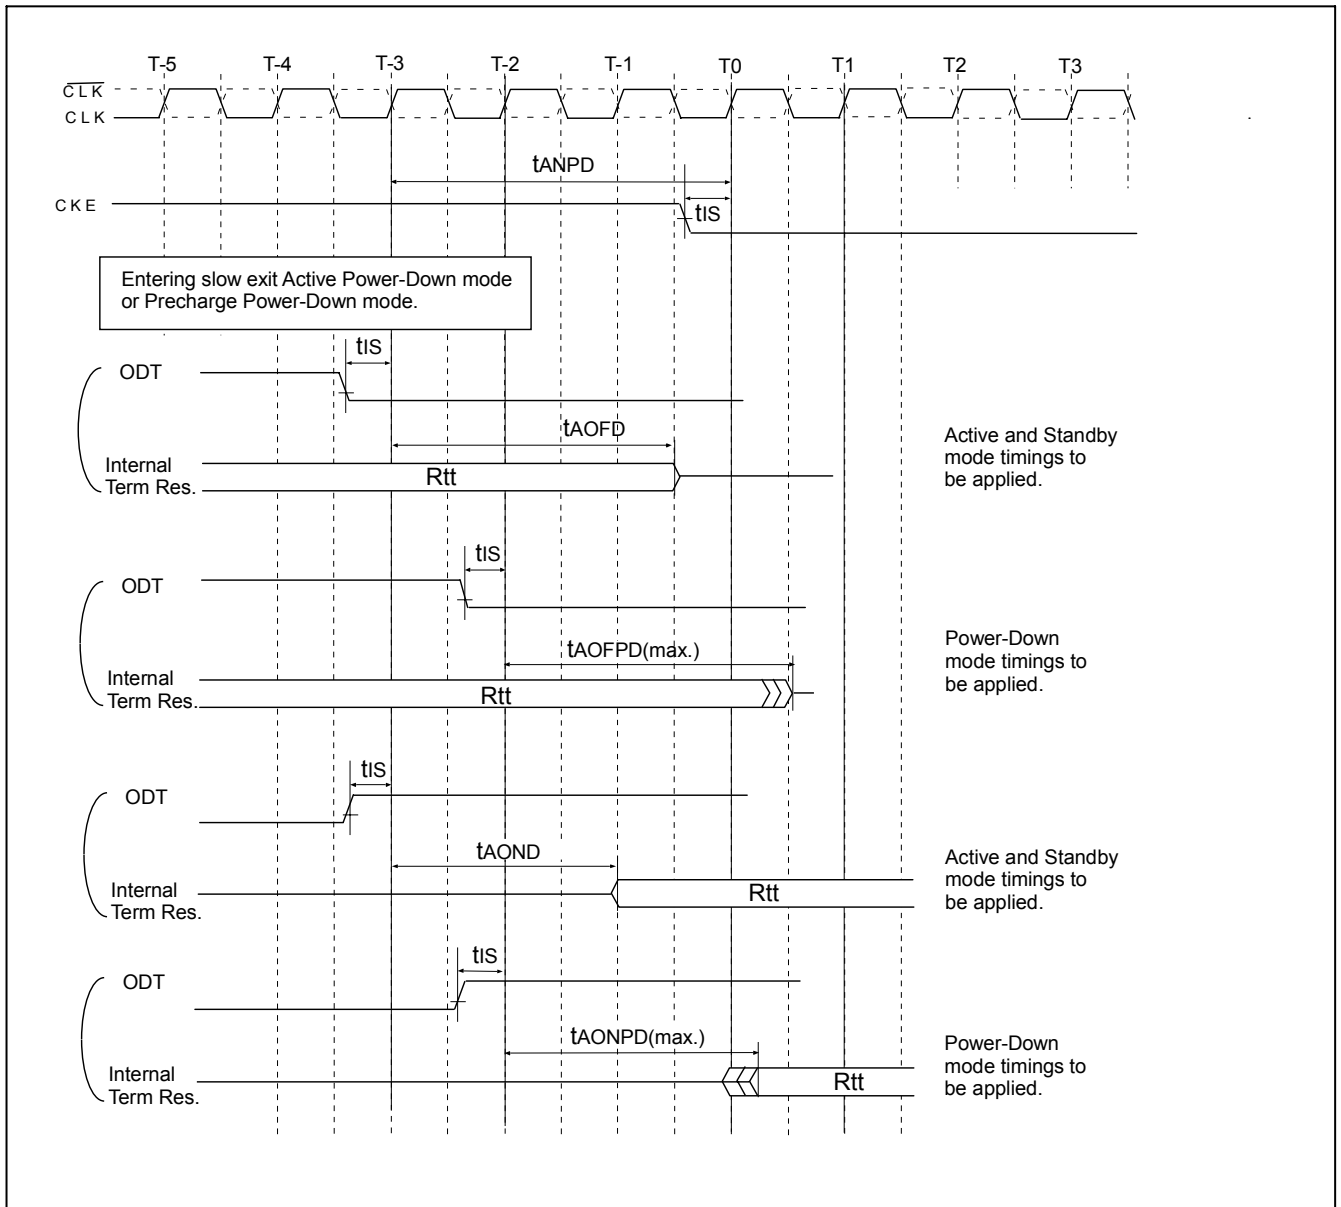 T-5 T-4 T-3 T-2 T-1 T0 T1 T2 T3
CLK
CLK
tANPD
CKE
tIS
Entering slow exit Active Power-Down mode
or Precharge Power-Down mode.
tIS
ODT
tAOFD
Internal
Term Res.
Rtt
Active and Standby
mode timings to
be applied.
tIS
ODT
tAOFPD(max.)
Internal
Term Res.
Rtt
Power-Down
mode timings to
be applied.
tIS
ODT
tAOND
Internal
Term Res.
Rtt
Active and Standby
mode timings to
be applied.
tIS
ODT
tAONPD(max.)
Internal
Term Res.
Rtt
Power-Down
mode timings to
be applied.